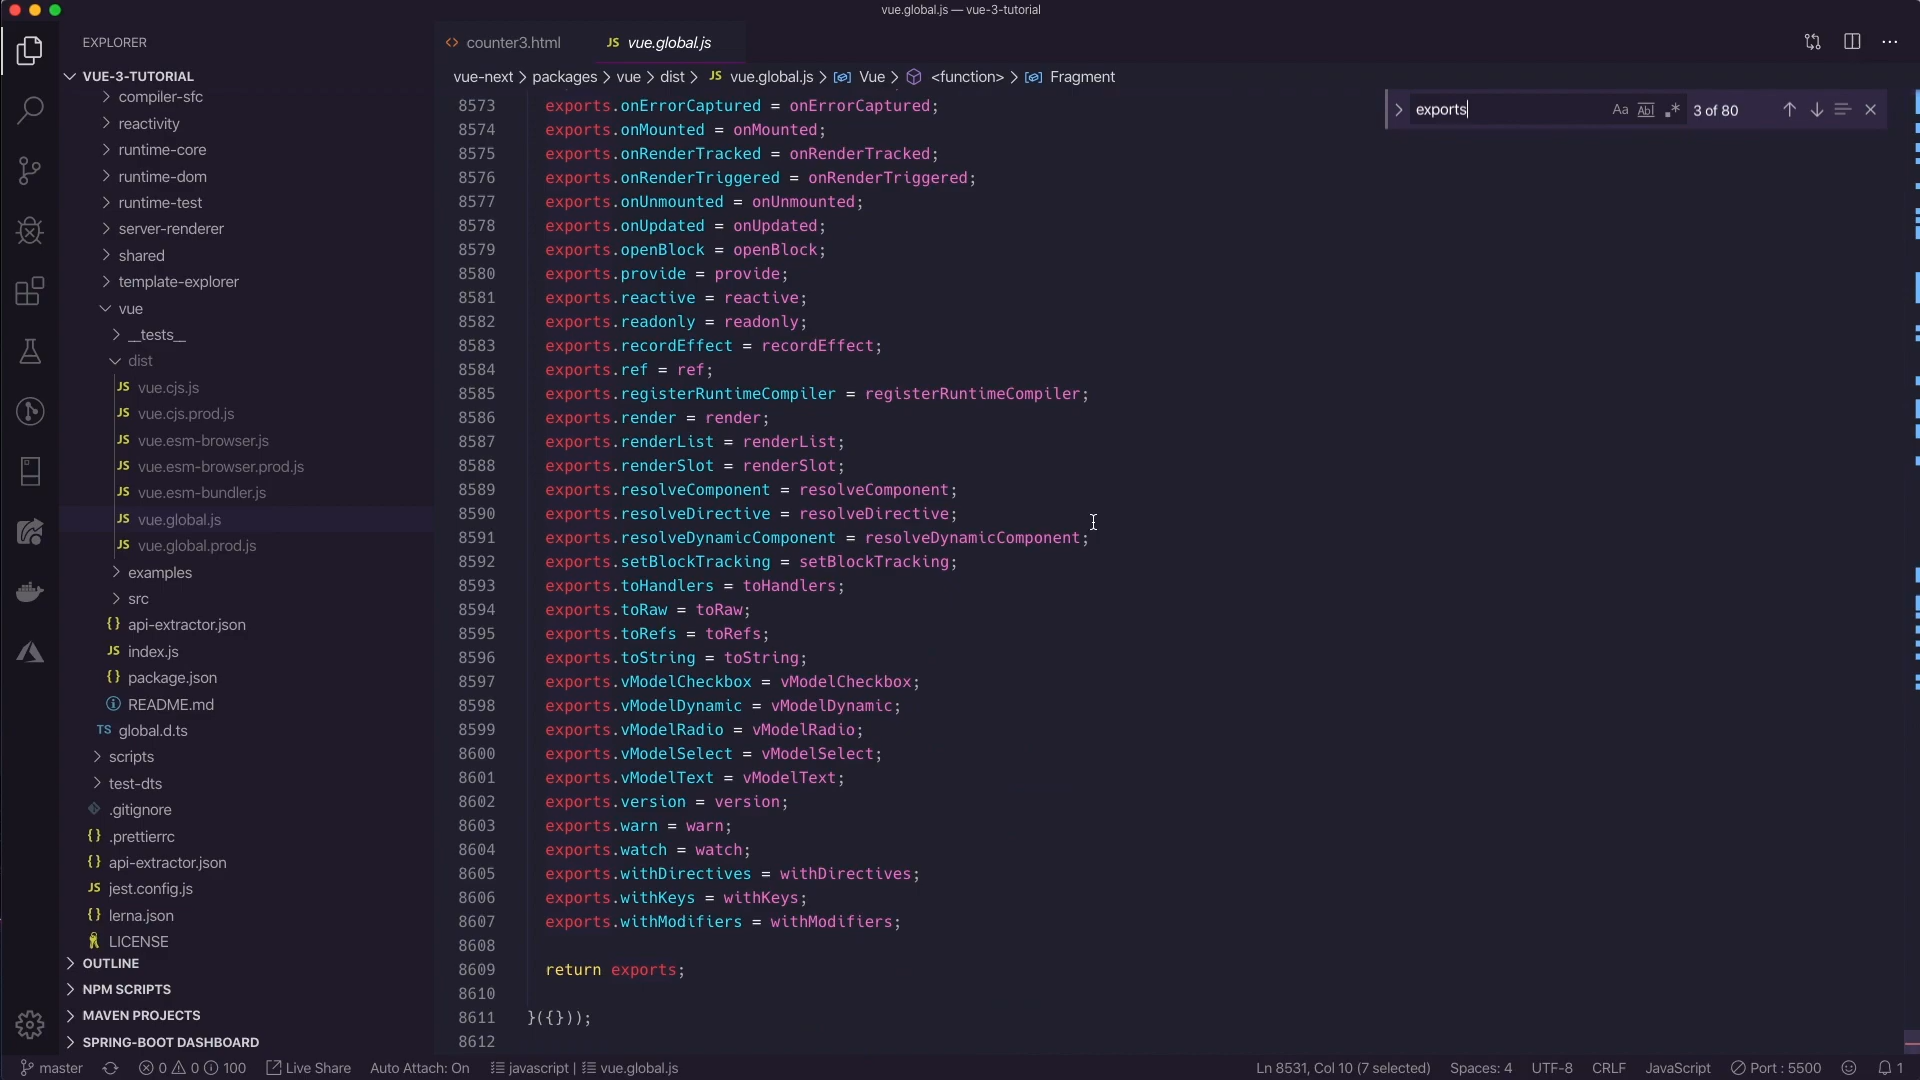 vue.global.js — vue-3-tutorial
EXPLORER
VUE-3-TUTORIAL
compiler-sfc
reactivity
runtime-core
runtime-dom
runtime-test
server-renderer
shared
template-explorer
vue
__tests__
dist
JS vue.cjs.js
JS vue.cjs.prod.js
JS vue.esm-browser.js
JS vue.esm-browser.prod.js
JS vue.esm-bundler.js
JS vue.global.js
JS vue.global.prod.js
examples
src
{} api-extractor.json
JS index.js
{} package.json
README.md
TS global.d.ts
scripts
test-dts
.gitignore
{} .prettierrc
{} api-extractor.json
JS jest.config.js
{} lerna.json
LICENSE
OUTLINE
NPM SCRIPTS
MAVEN PROJECTS
SPRING-BOOT DASHBOARD
<> counter3.html JS vue.global.js
vue-next > packages > vue > dist > JS vue.global.js > Vue > <function> > Fragment
exports Aa Abl .* 3 of 80
8573 exports.onErrorCaptured = onErrorCaptured;
8574 exports.onMounted = onMounted;
8575 exports.onRenderTracked = onRenderTracked;
8576 exports.onRenderTriggered = onRenderTriggered;
8577 exports.onUnmounted = onUnmounted;
8578 exports.onUpdated = onUpdated;
8579 exports.openBlock = openBlock;
8580 exports.provide = provide;
8581 exports.reactive = reactive;
8582 exports.readonly = readonly;
8583 exports.recordEffect = recordEffect;
8584 exports.ref = ref;
8585 exports.registerRuntimeCompiler = registerRuntimeCompiler;
8586 exports.render = render;
8587 exports.renderList = renderList;
8588 exports.renderSlot = renderSlot;
8589 exports.resolveComponent = resolveComponent;
8590 exports.resolveDirective = resolveDirective;
8591 exports.resolveDynamicComponent = resolveDynamicComponent;
8592 exports.setBlockTracking = setBlockTracking;
8593 exports.toHandlers = toHandlers;
8594 exports.toRaw = toRaw;
8595 exports.toRefs = toRefs;
8596 exports.toString = toString;
8597 exports.vModelCheckbox = vModelCheckbox;
8598 exports.vModelDynamic = vModelDynamic;
8599 exports.vModelRadio = vModelRadio;
8600 exports.vModelSelect = vModelSelect;
8601 exports.vModelText = vModelText;
8602 exports.version = version;
8603 exports.warn = warn;
8604 exports.watch = watch;
8605 exports.withDirectives = withDirectives;
8606 exports.withKeys = withKeys;
8607 exports.withModifiers = withModifiers;
8608
8609 return exports;
8610
8611 }({}));
8612
master 0 0 100 Live Share Auto Attach: On javascript | vue.global.js Ln 8531, Col 10 (7 selected) Spaces: 4 UTF-8 CRLF JavaScript Port : 5500 1